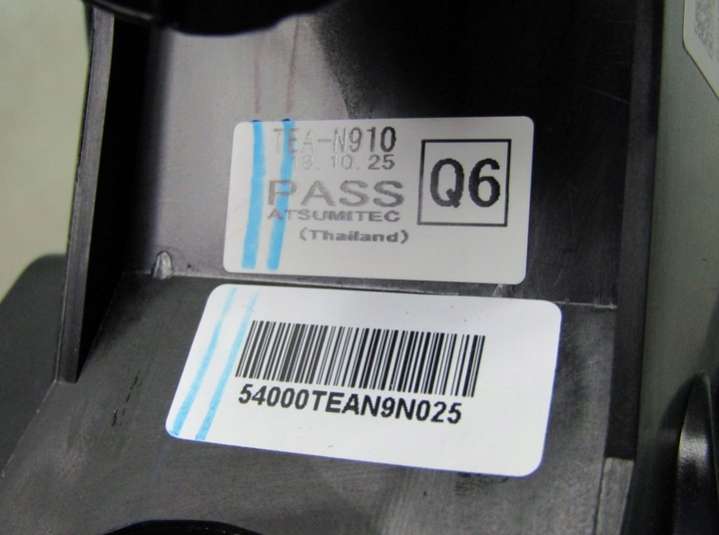 TEA-N910
18.10.25
PASS
ATSUMITEC
(Thailand)
Q6
54000TEAN9N025